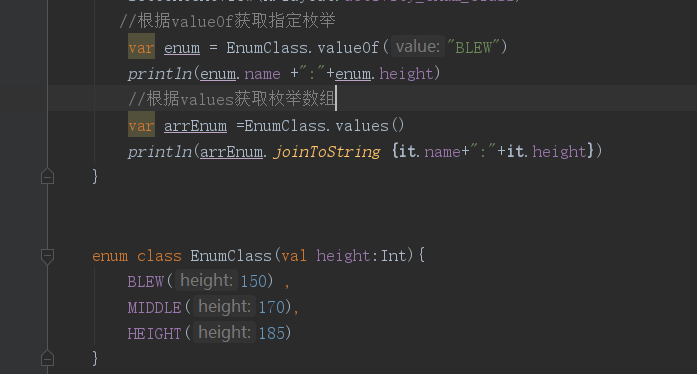 //根据valueOf获取指定枚举
var enum = EnumClass.valueOf( value: "BLEW")
println(enum.name +":"+enum.height)
//根据values获取枚举数组
var arrEnum =EnumClass.values()
println(arrEnum.joinToString {it.name+":"+it.height})
}
enum class EnumClass(val height:Int){
BLEW( height: 150) ,
MIDDLE( height: 170),
HEIGHT( height: 185)
}